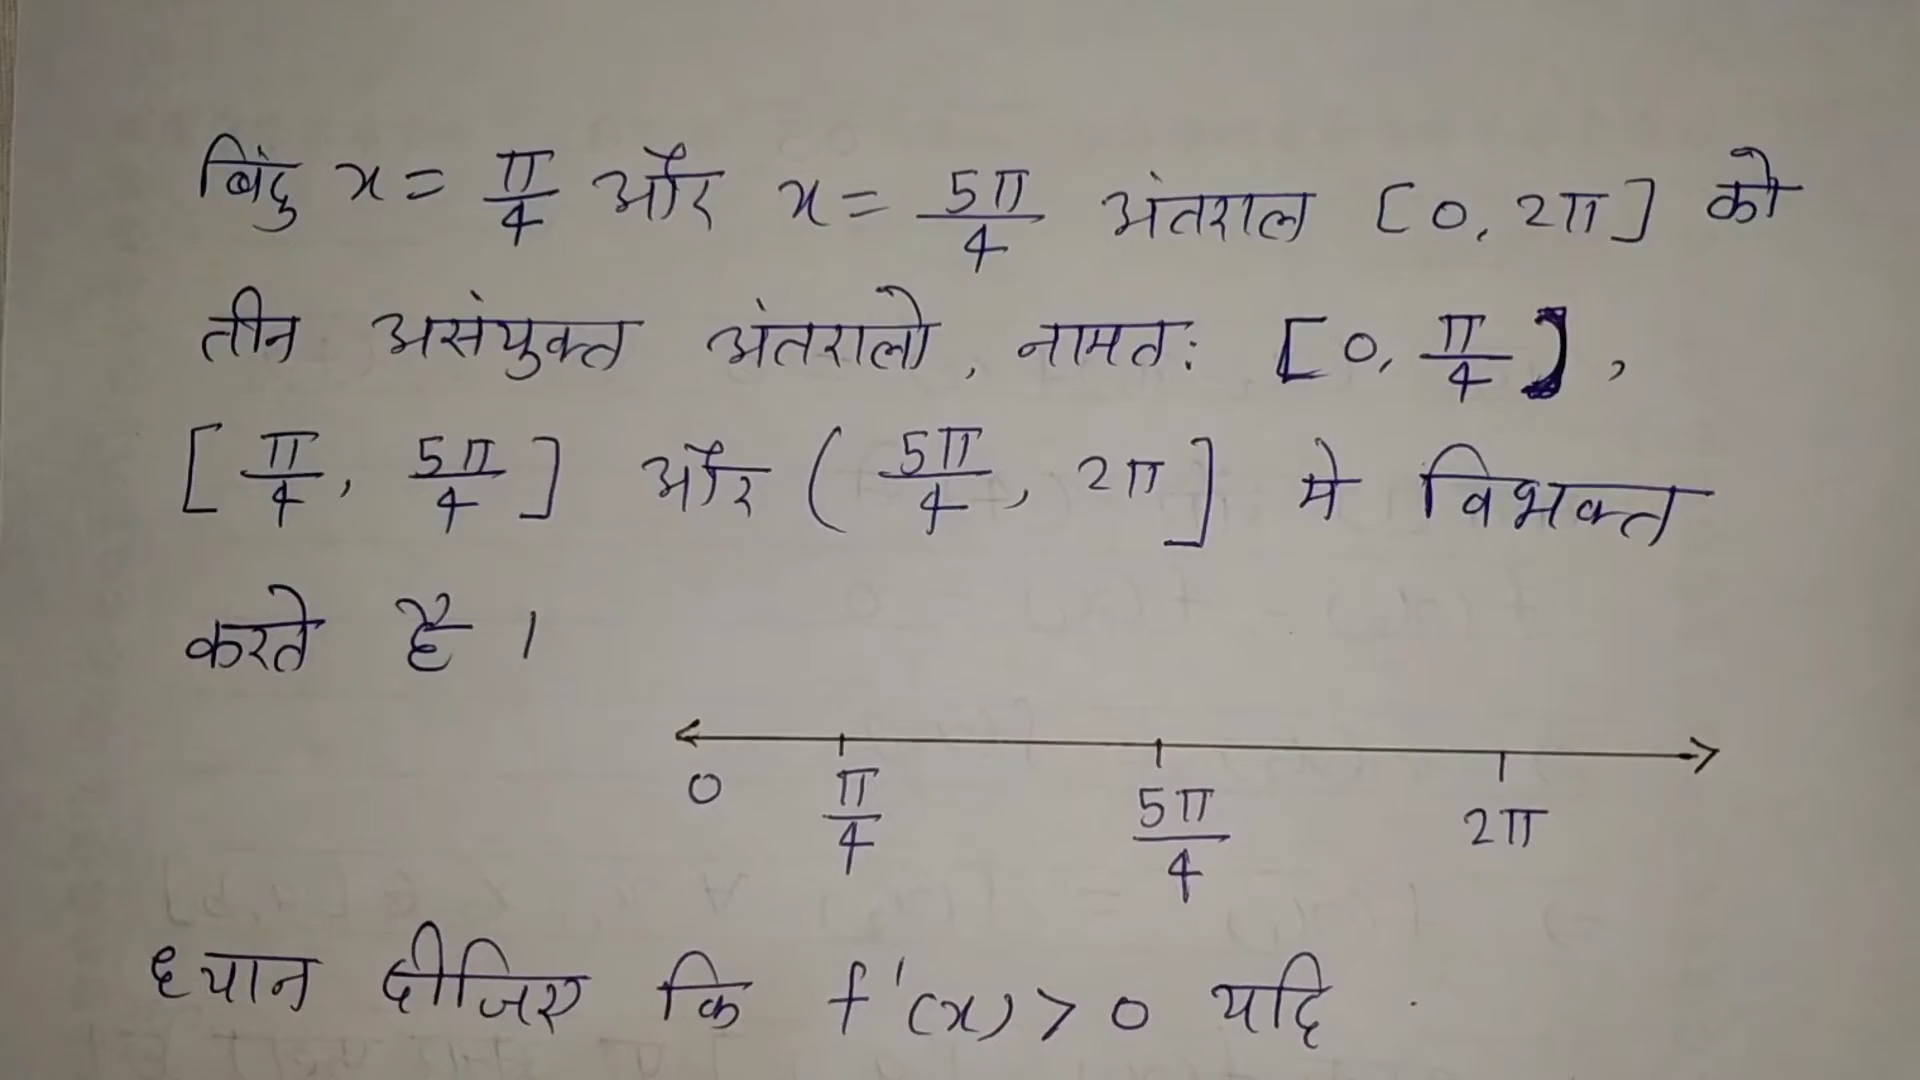 बिंदु x = π/4 और x = 5π/4 अंतराल [0, 2π] को
तीन असंयुक्त अंतरालो, नामतः [0, π/4),
[π/4, 5π/4] और (5π/4, 2π] मे विभक्त
करते है ।
0 π/4 5π/4 2π
ध्यान दीजिए कि f'(x) > 0 यदि